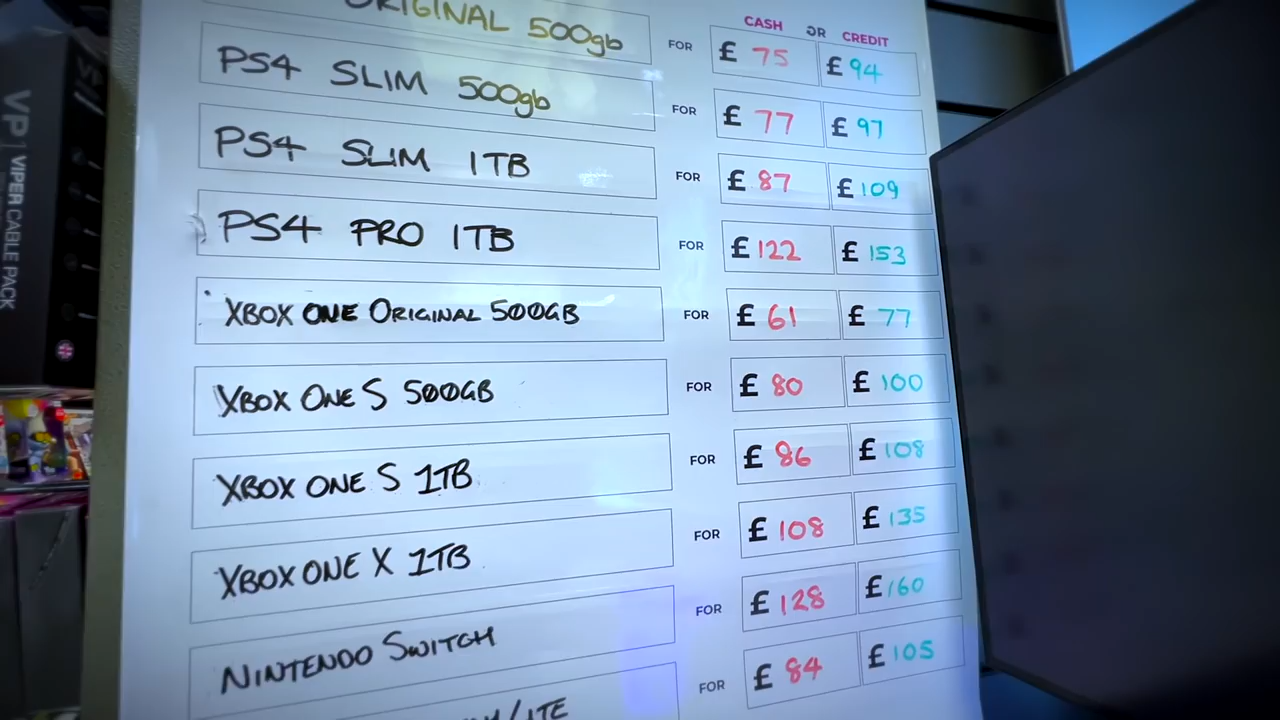 CASH OR CREDIT
ORIGINAL 500gb FOR £ 75 £ 94
PS4 SLIM 500gb FOR £ 77 £ 97
PS4 SLIM 1TB FOR £ 87 £ 109
PS4 PRO 1TB FOR £ 122 £ 153
XBOX ONE ORIGINAL 500GB FOR £ 61 £ 77
XBOX ONE S 500GB FOR £ 80 £ 100
XBOX ONE S 1TB FOR £ 86 £ 108
XBOX ONE X 1TB FOR £ 108 £ 135
NINTENDO SWITCH FOR £ 128 £ 160
LITE FOR £ 84 £ 105
VP1 VIPER CABLE PACK